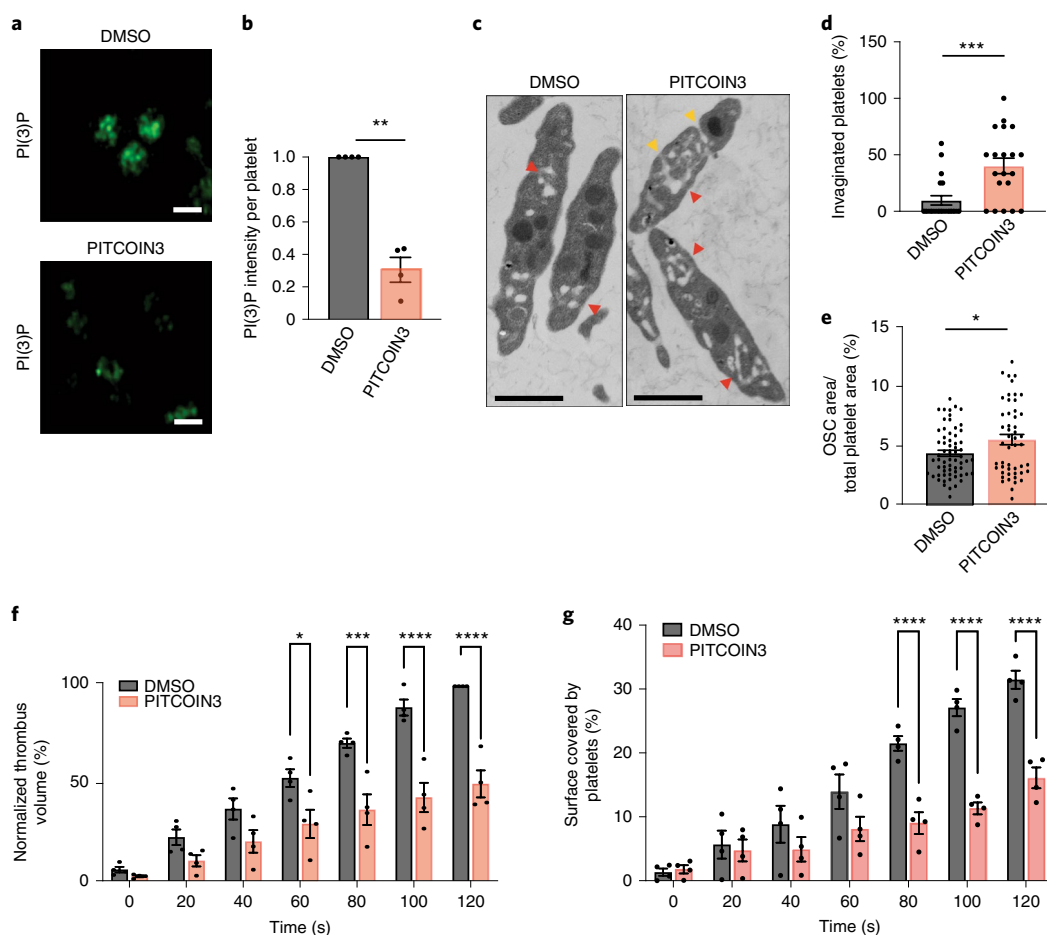 a
DMSO
PI(3)P
PITCOIN3
PI(3)P
b
PI(3)P intensity per platelet
**
1.0
0.8
0.6
0.4
0.2
0
DMSO
PITCOIN3
c
DMSO
PITCOIN3
d
Invaginated platelets (%)
***
150
100
50
0
DMSO
PITCOIN3
e
OSC area/
total platelet area (%)
*
15
10
5
0
DMSO
PITCOIN3
f
Normalized thrombus
volume (%)
DMSO
PITCOIN3
* *** **** ****
100
50
0
0 20 40 60 80 100 120
Time (s)
g
Surface covered by
platelets (%)
DMSO
PITCOIN3
**** **** ****
40
30
20
10
0
0 20 40 60 80 100 120
Time (s)